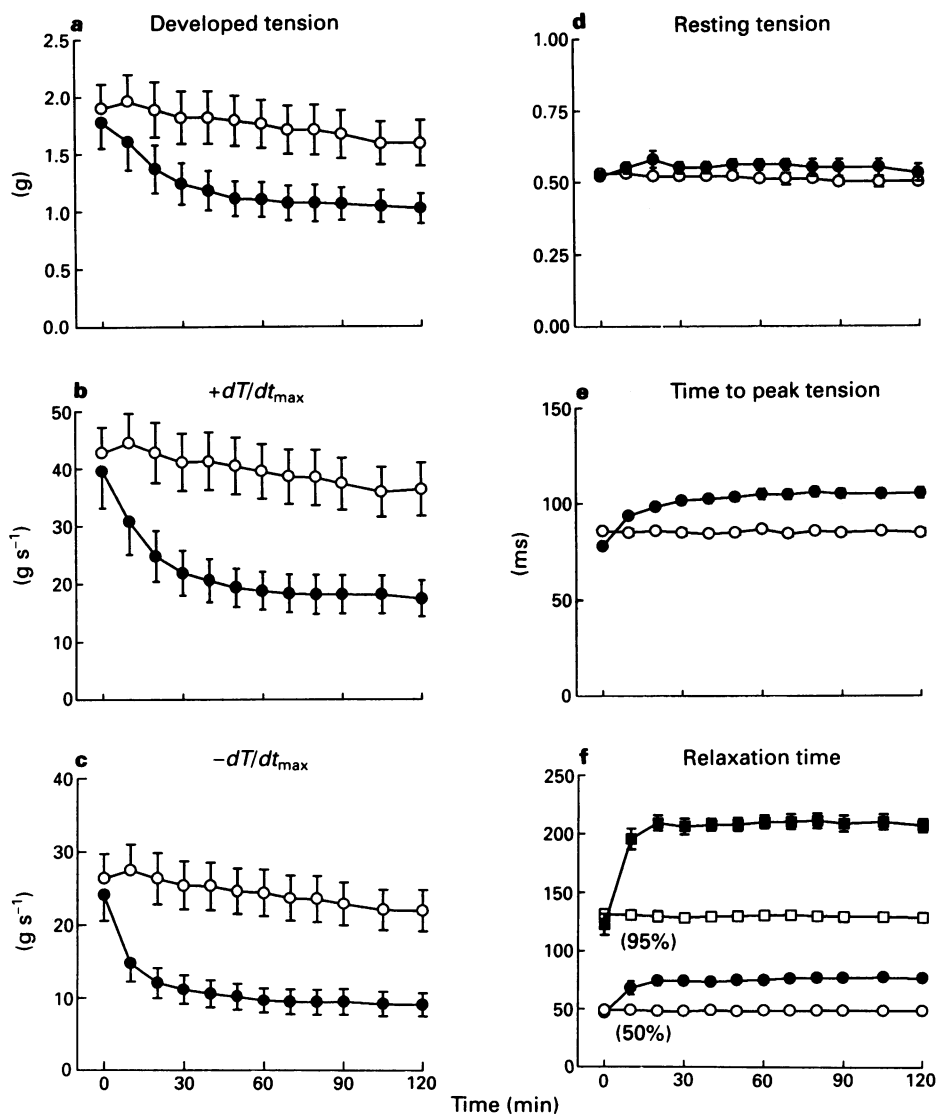 a Developed tension
2.5
2.0
1.5
1.0
0.5
0.0
(g)
b +dT/dtmax
50
40
30
20
10
0
(g s⁻¹)
c −dT/dtmax
40
30
20
10
0
(g s⁻¹)
0 30 60 90 120
d Resting tension
1.00
0.75
0.50
0.25
0.00
e Time to peak tension
150
100
50
0
(ms)
f Relaxation time
250
200
150
100
50
0
(95%)
(50%)
0 30 60 90 120
Time (min)